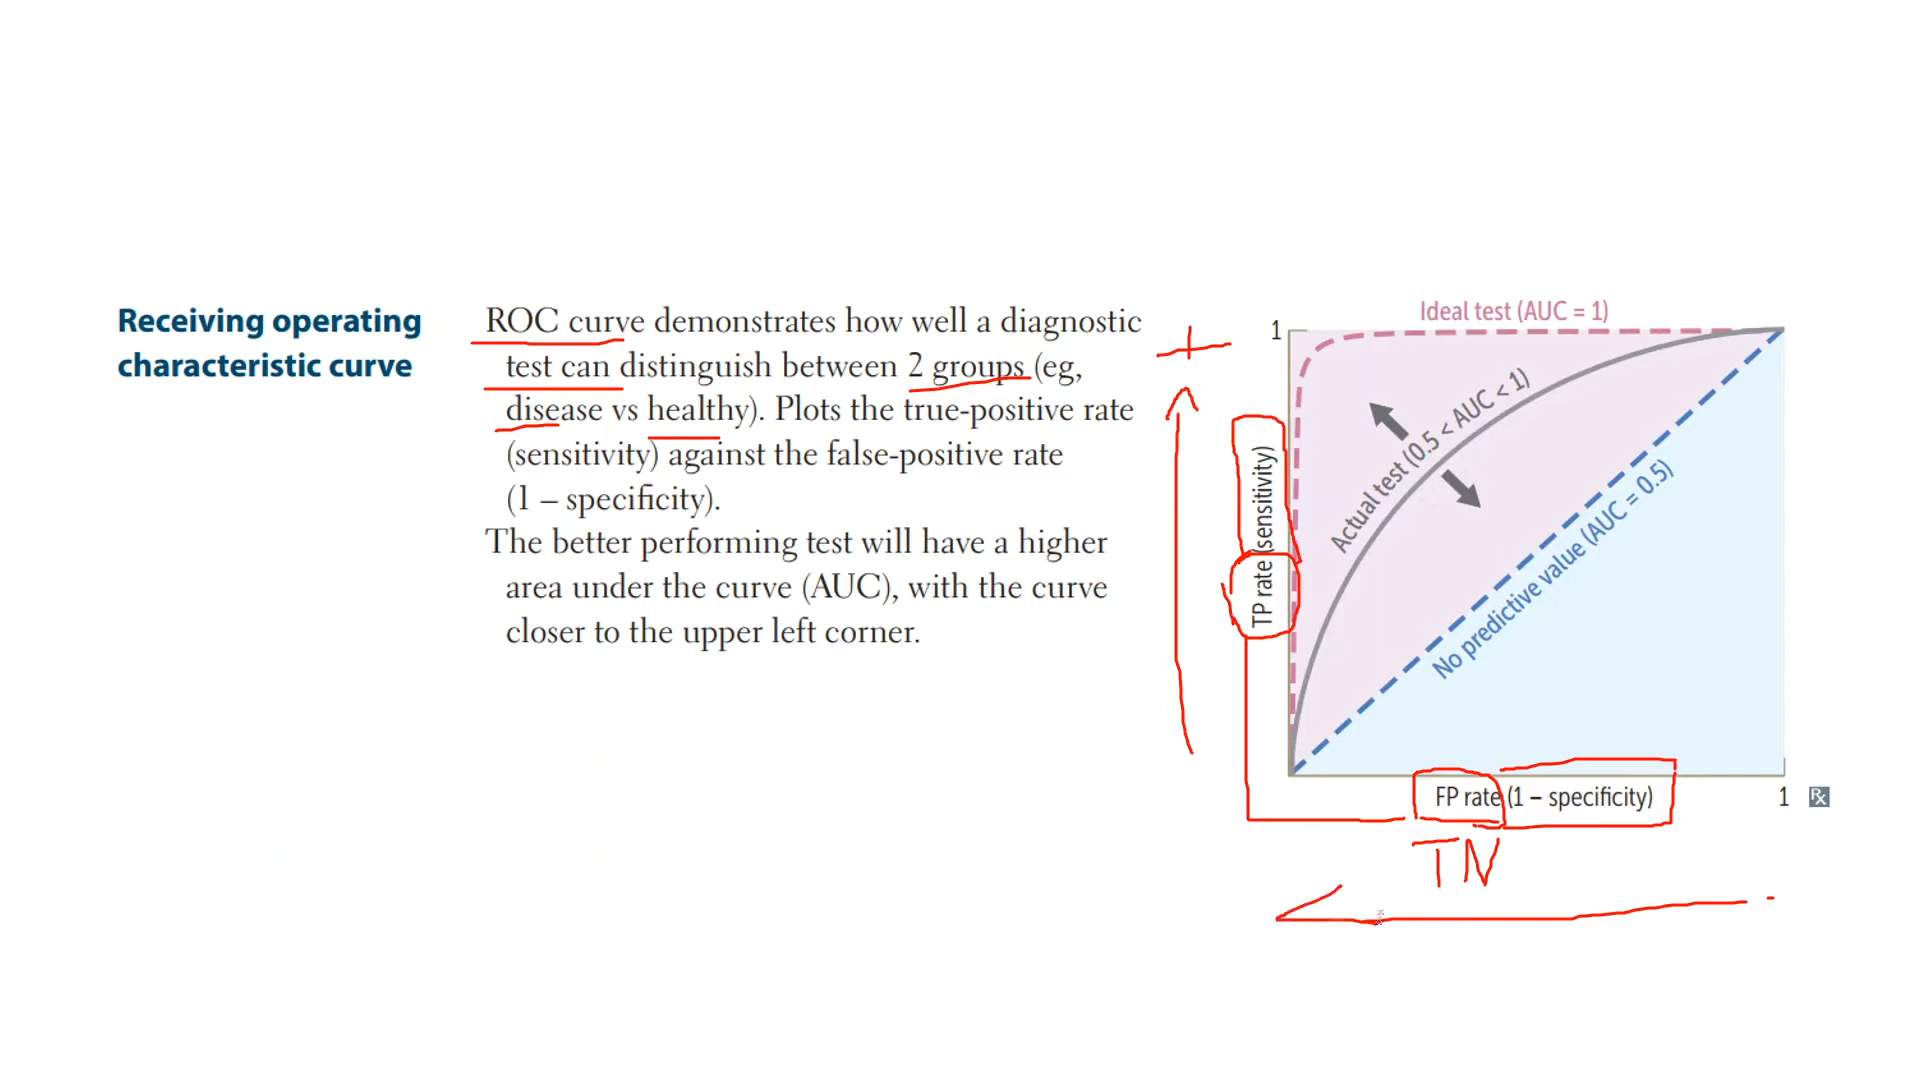 Receiving operating
characteristic curve
ROC curve demonstrates how well a diagnostic
test can distinguish between 2 groups (eg,
disease vs healthy). Plots the true-positive rate
(sensitivity) against the false-positive rate
(1 – specificity).
The better performing test will have a higher
area under the curve (AUC), with the curve
closer to the upper left corner.
Ideal test (AUC = 1)
1
Actual test (0.5 < AUC < 1)
No predictive value (AUC = 0.5)
TP rate (sensitivity)
FP rate (1 – specificity)
1
Rx
+
TN